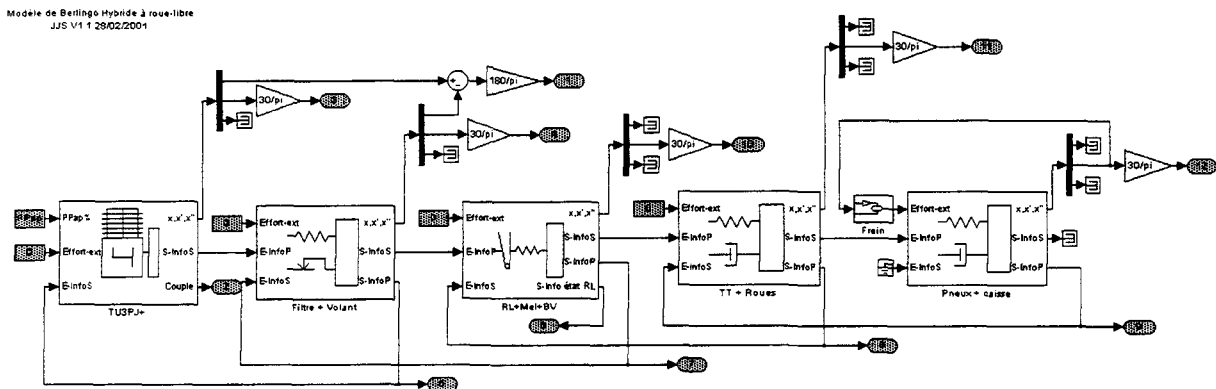 Modèle de Berlingo Hybride à roue-libre
JJS V1 1 28/02/2001
30/pi
180/pi
30/pi
30/pi
30/pi
30/pi
PPap %
Effort-ext
E-InfoS
x,x',x''
S-InfoS
Couple
TU3PJ+
Effort-ext
E-InfoP
E-InfoS
x,x',x''
S-InfoS
S-InfoP
Filtre + Volant
Effort-ext
E-InfoP
E-InfoS
x,x',x''
S-InfoS
S-InfoP
S-Info état RL
RL+Mel+BV
Effort-ext
E-InfoP
E-InfoS
x,x',x''
S-InfoS
S-InfoP
TT + Roues
Frein
Effort-ext
E-InfoP
E-InfoS
x,x',x''
S-InfoS
S-InfoP
Pneux + caisse